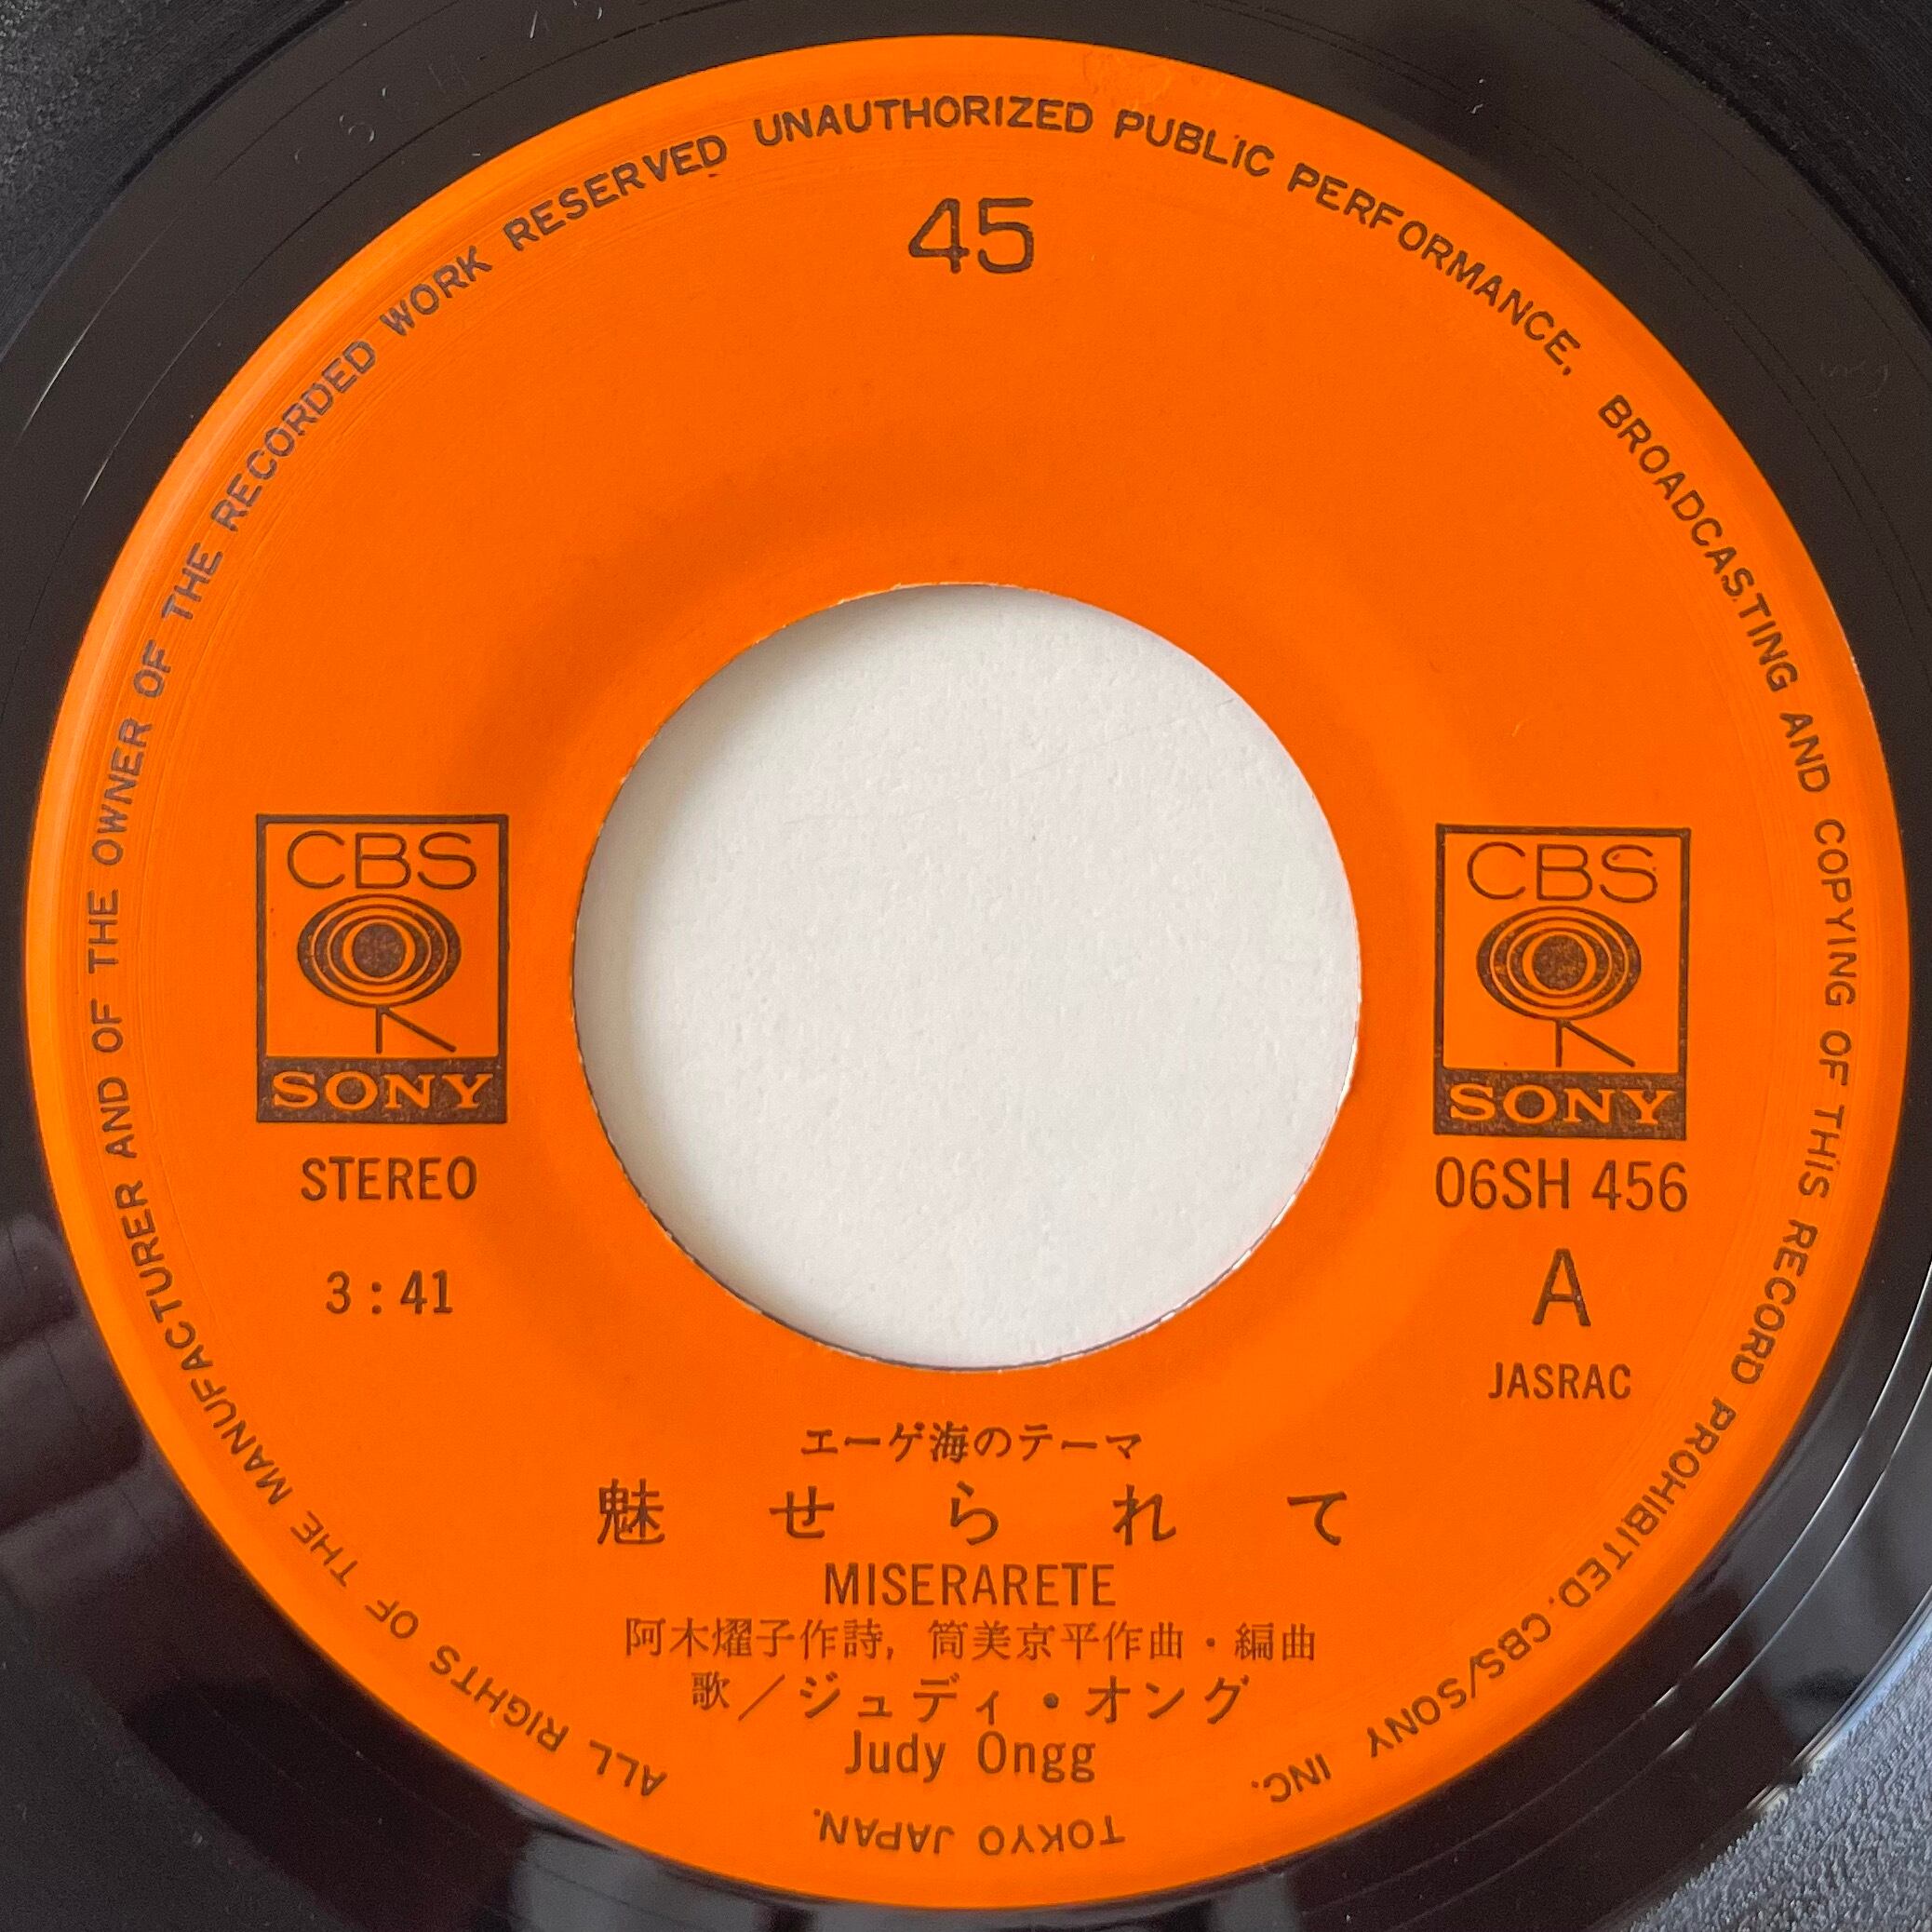 ALL RIGHTS OF THE MANUFACTURER AND OF THE OWNER OF THE RECORDED WORK RESERVED UNAUTHORIZED PUBLIC PERFORMANCE, BROADCASTING AND COPYING OF THIS RECORD PROHIBITED. CBS/SONY INC. TOKYO JAPAN.
45
CBS
SONY
STEREO
3:41
CBS
SONY
06SH 456
A
JASRAC
エーゲ海のテーマ
魅せられて
MISERARETE
阿木燿子作詩, 筒美京平作曲・編曲
歌／ジュディ・オング
Judy Ongg